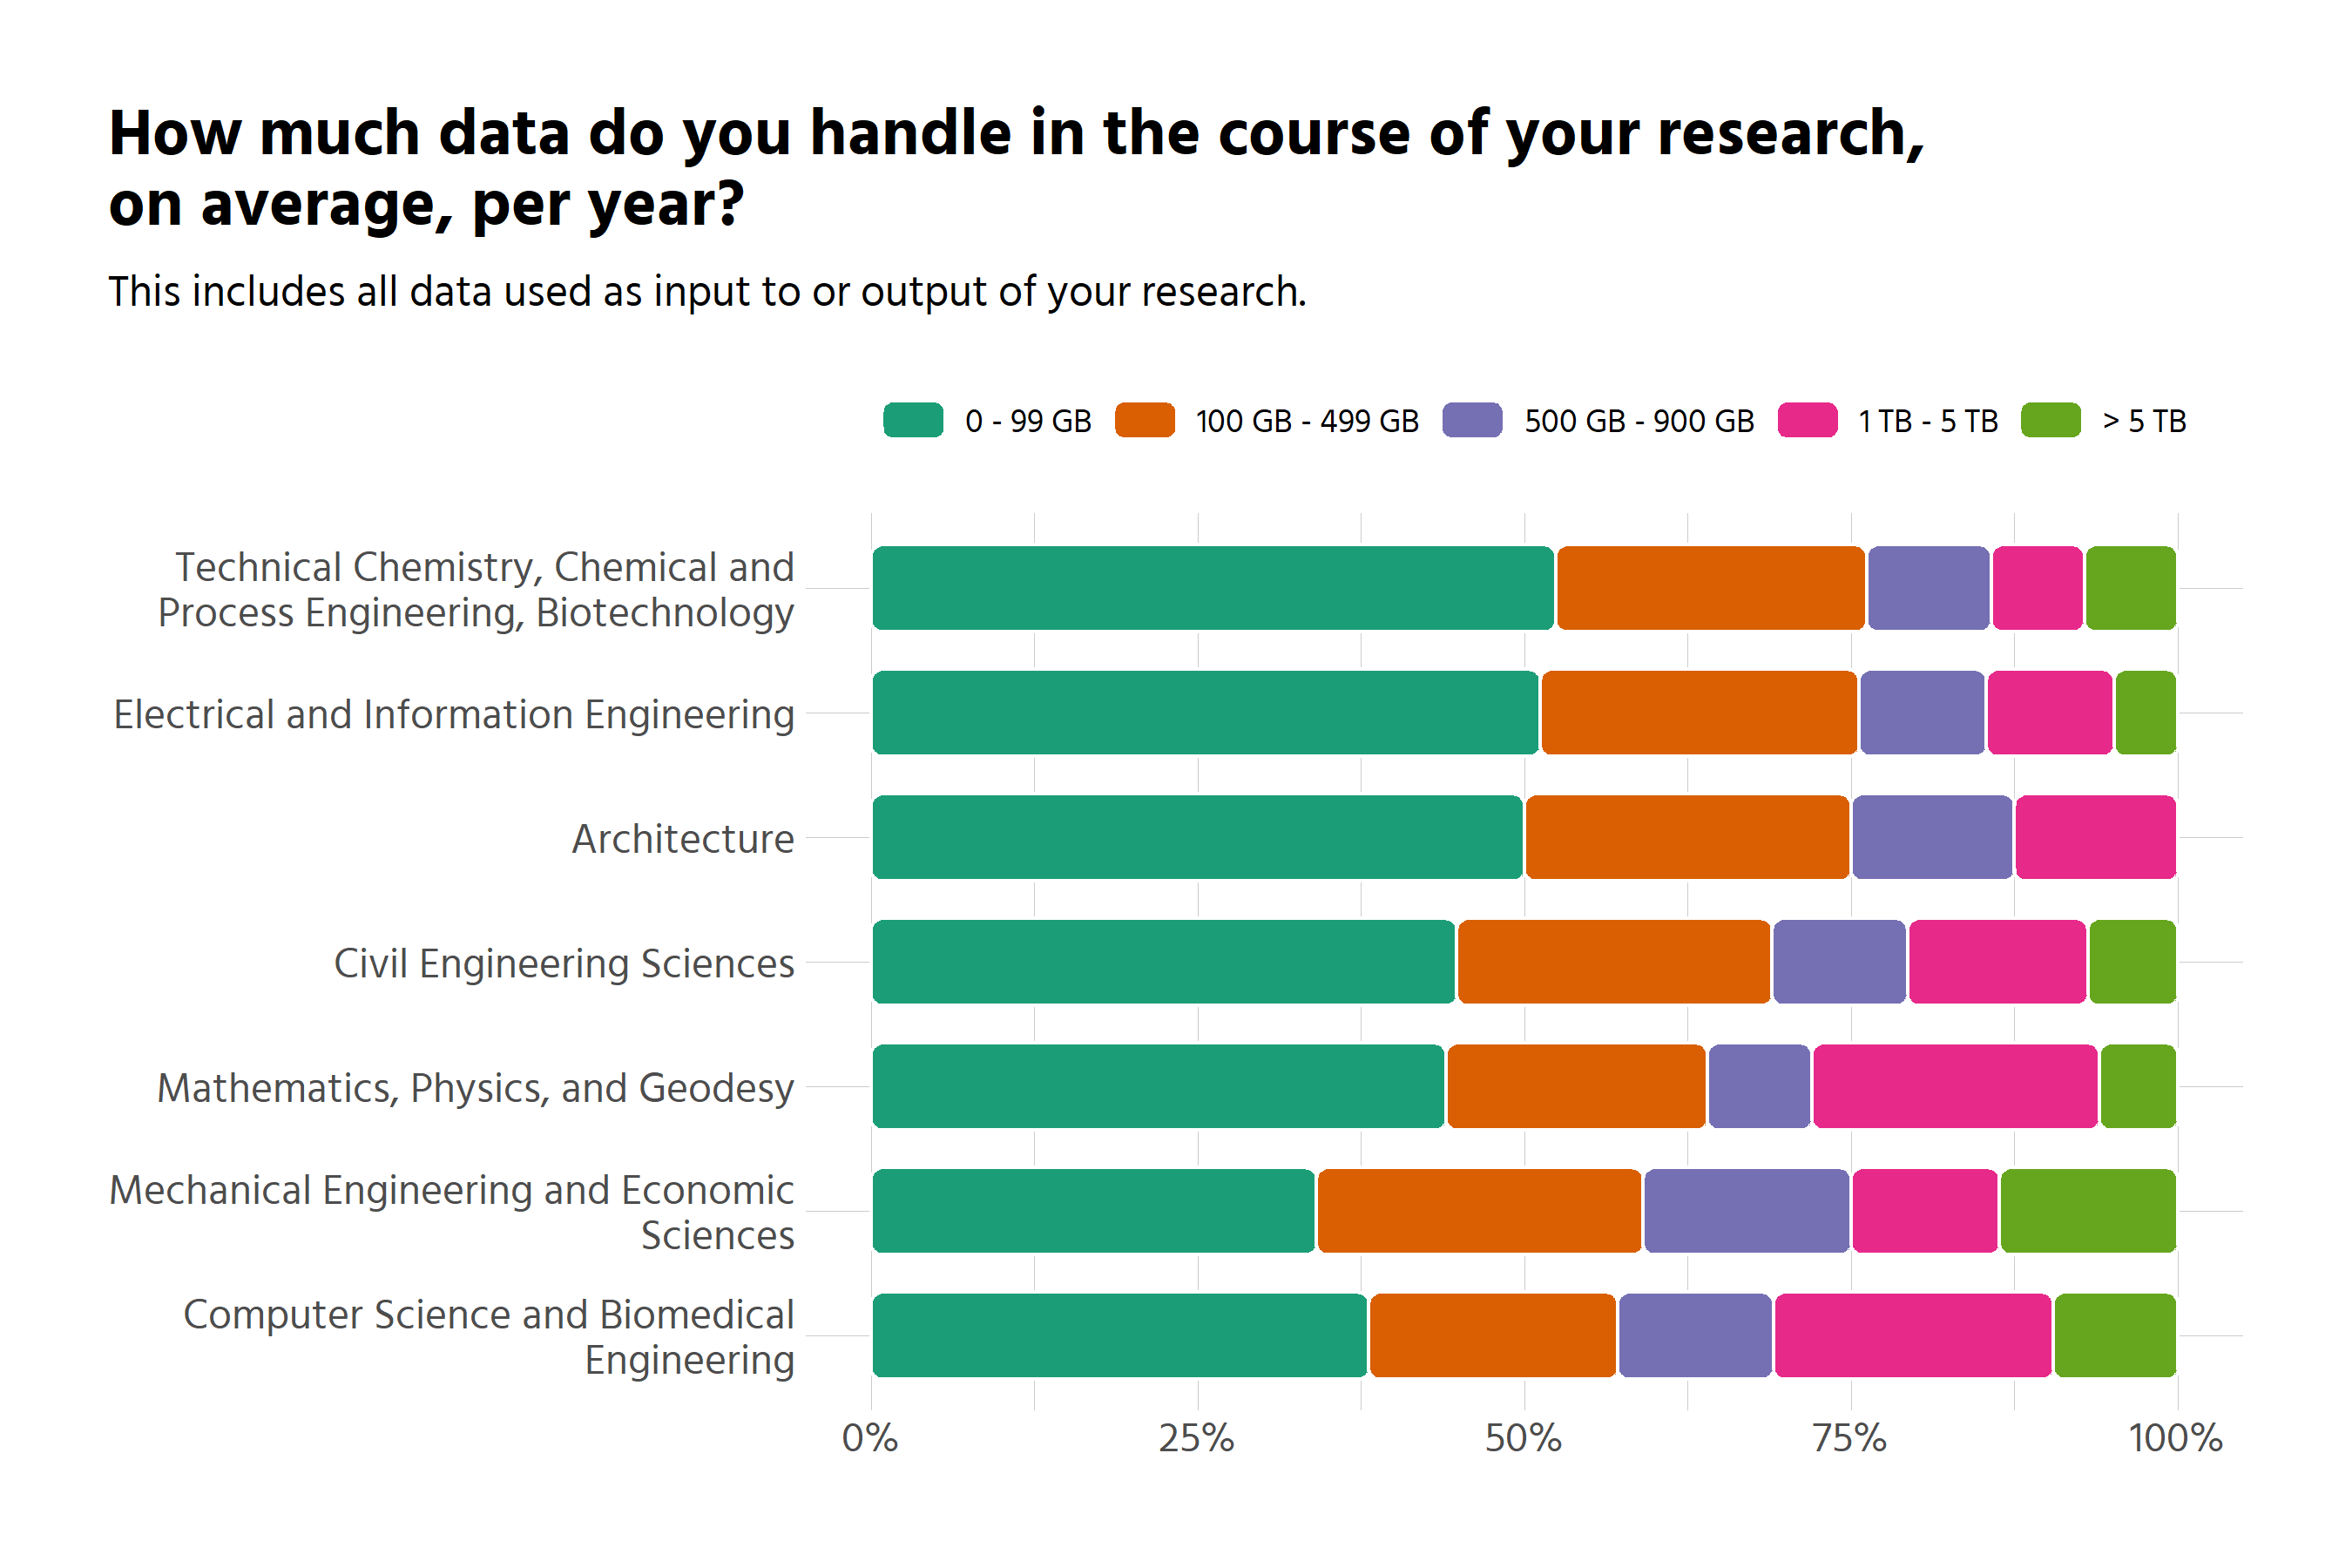 How much data do you handle in the course of your research,
on average, per year?
This includes all data used as input to or output of your research.
0 - 99 GB 100 GB - 499 GB 500 GB - 900 GB 1 TB - 5 TB > 5 TB
Technical Chemistry, Chemical and
Process Engineering, Biotechnology
Electrical and Information Engineering
Architecture
Civil Engineering Sciences
Mathematics, Physics, and Geodesy
Mechanical Engineering and Economic
Sciences
Computer Science and Biomedical
Engineering
0% 25% 50% 75% 100%